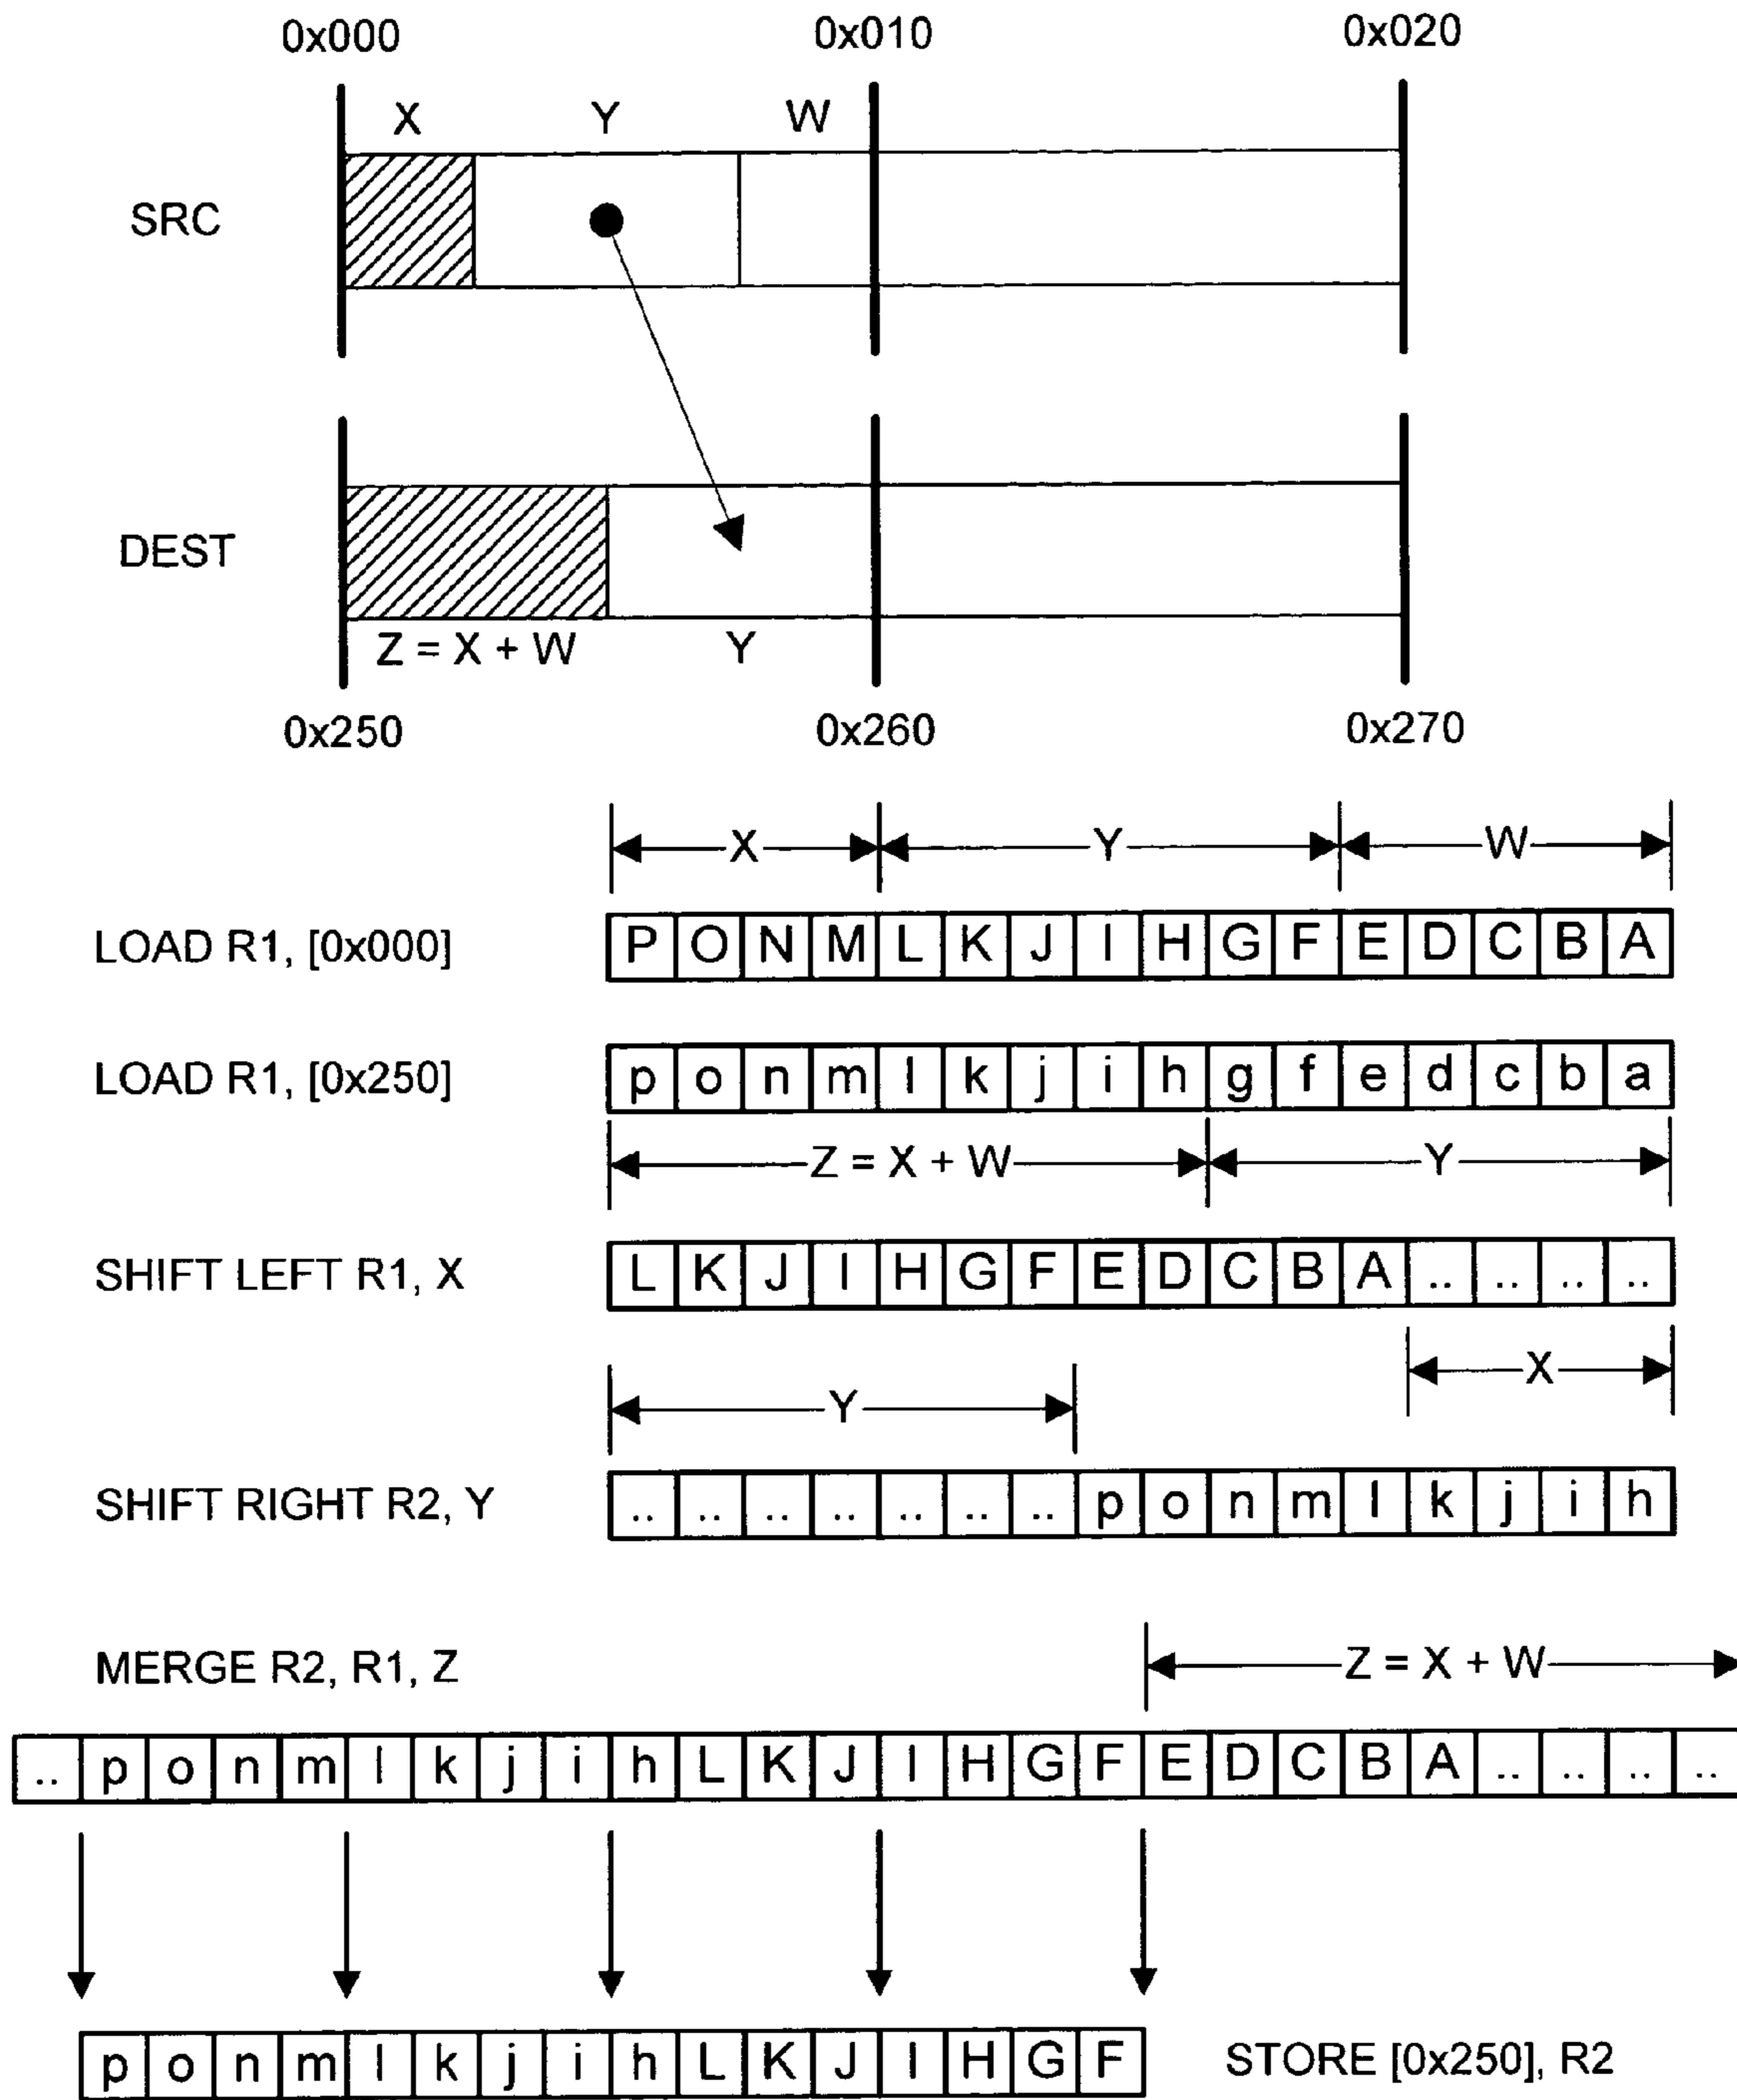 0x000 0x010 0x020
X Y W
SRC
DEST
Z = X + W Y
0x250 0x260 0x270
X Y W
LOAD R1, [0x000] P O N M L K J I H G F E D C B A
LOAD R1, [0x250] p o n m l k j i h g f e d c b a
Z = X + W Y
SHIFT LEFT R1, X L K J I H G F E D C B A .. .. .. ..
X
Y
SHIFT RIGHT R2, Y .. .. .. .. .. .. .. p o n m l k j i h
MERGE R2, R1, Z Z = X + W
.. p o n m l k j i h L K J I H G F E D C B A .. .. .. ..
p o n m l k j i h L K J I H G F STORE [0x250], R2